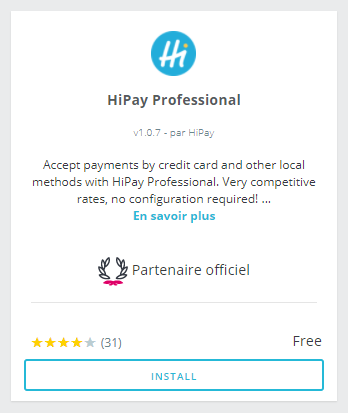 Hi
HiPay Professional
v1.0.7 - par HiPay
Accept payments by credit card and other local
methods with HiPay Professional. Very competitive
rates, no configuration required! ...
En savoir plus
Partenaire officiel
(31)
Free
INSTALL